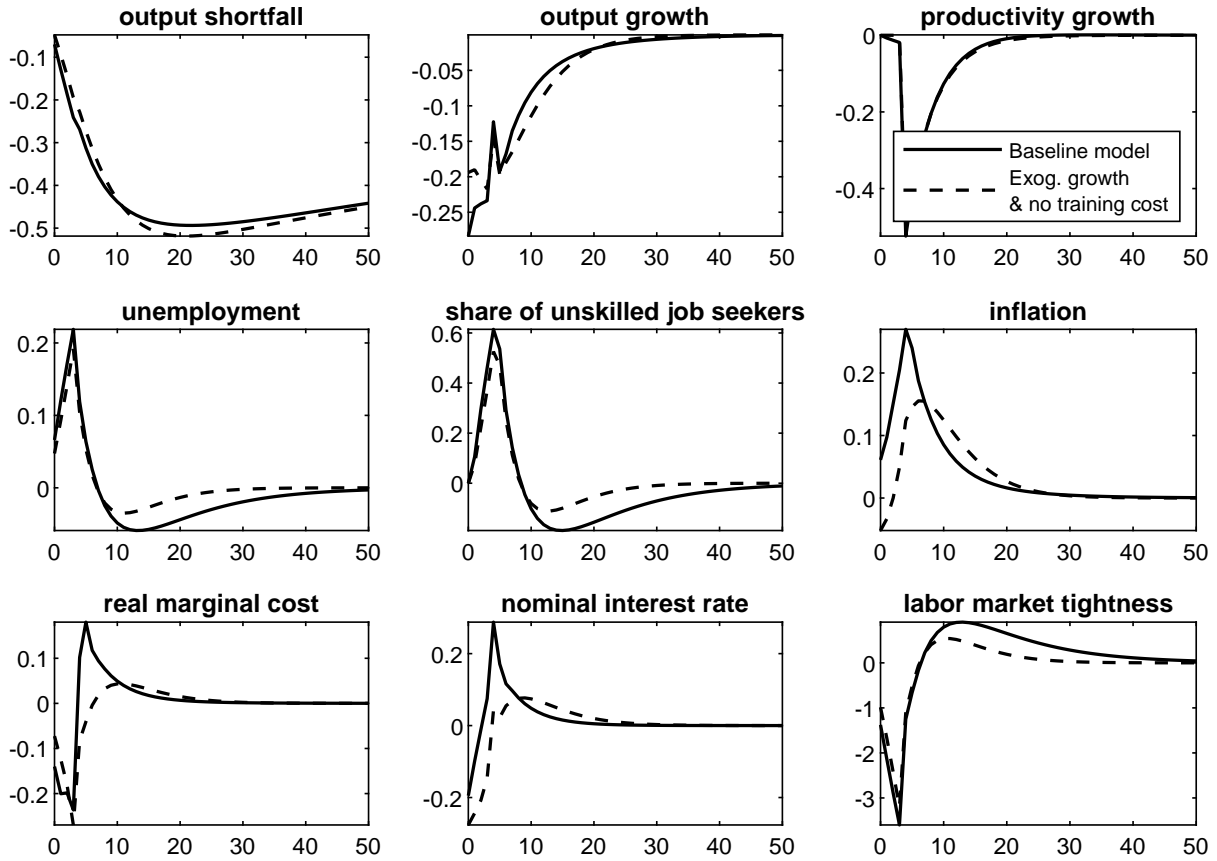 output shortfall
-0.1
-0.2
-0.3
-0.4
-0.5
0 10 20 30 40 50
output growth
-0.05
-0.1
-0.15
-0.2
-0.25
0 10 20 30 40 50
productivity growth
0
-0.2
-0.4
Baseline model
Exog. growth
& no training cost
0 10 20 30 40 50
unemployment
0.2
0.1
0
0 10 20 30 40 50
share of unskilled job seekers
0.6
0.4
0.2
0
0 10 20 30 40 50
inflation
0.2
0.1
0
0 10 20 30 40 50
real marginal cost
0.1
0
-0.1
-0.2
0 10 20 30 40 50
nominal interest rate
0.2
0
-0.2
0 10 20 30 40 50
labor market tightness
0
-1
-2
-3
0 10 20 30 40 50